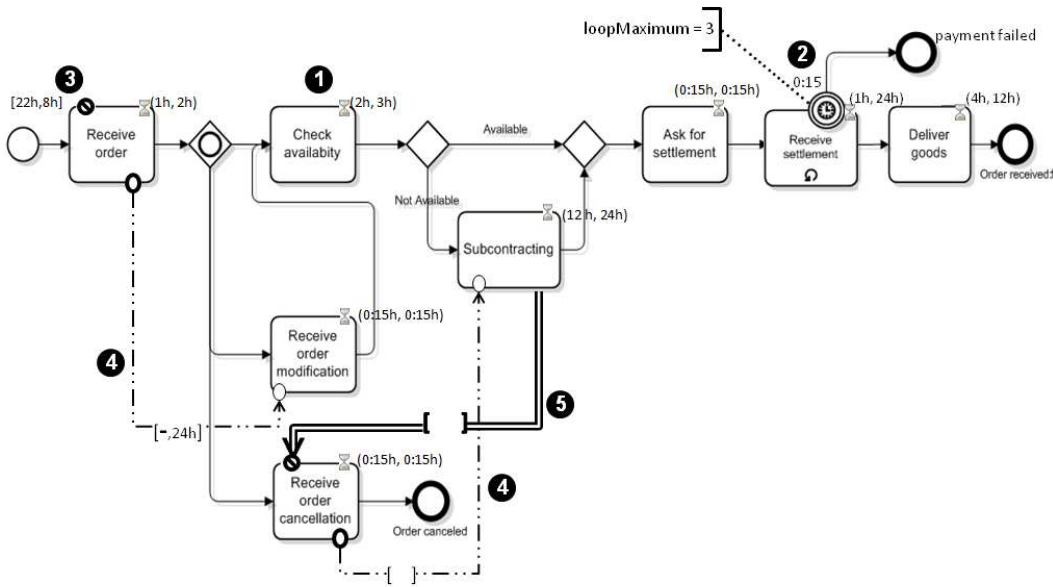 loopMaximum = 3
2
payment failed
0:15
3
1
[22h,8h]
(1h, 2h)
(2h, 3h)
(0:15h, 0:15h)
(1h, 24h)
(4h, 12h)
Receive
order
Check
availabity
Available
Ask for
settlement
Receive
settlement
Deliver
goods
Order received:
Not Available
(12 h, 24h)
Subcontracting
(0:15h, 0:15h)
Receive
order
modification
4
5
[-,24h]
[ ]
(0:15h, 0:15h)
Receive
order
cancellation
4
Order canceled
[ ]